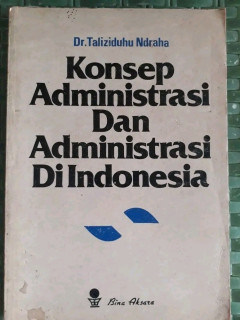 Dr.Taliziduhu Ndraha
Konsep
Administrasi
Dan
Administrasi
Di Indonesia
Bina Aksara